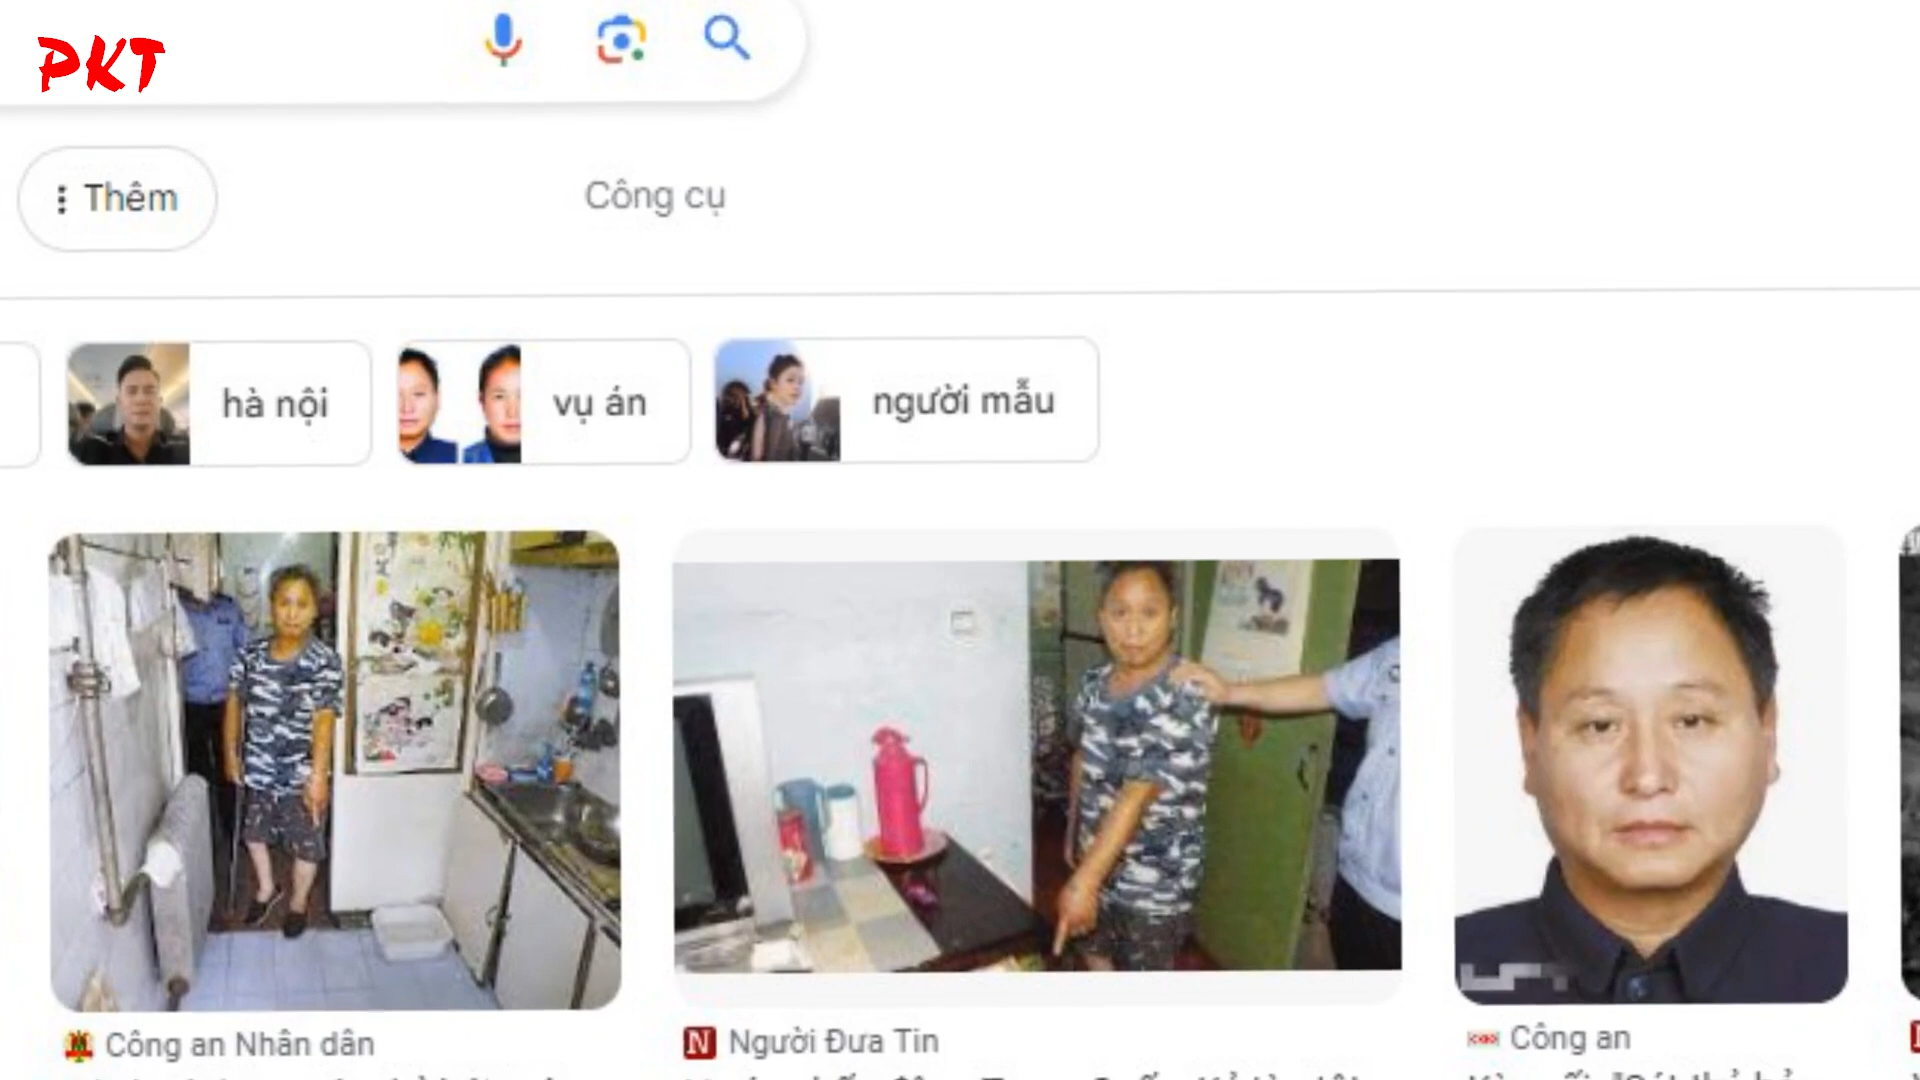 PKT
Thêm
Công cụ
hà nội
vụ án
người mẫu
Công an Nhân dân
Người Đưa Tin
Công an